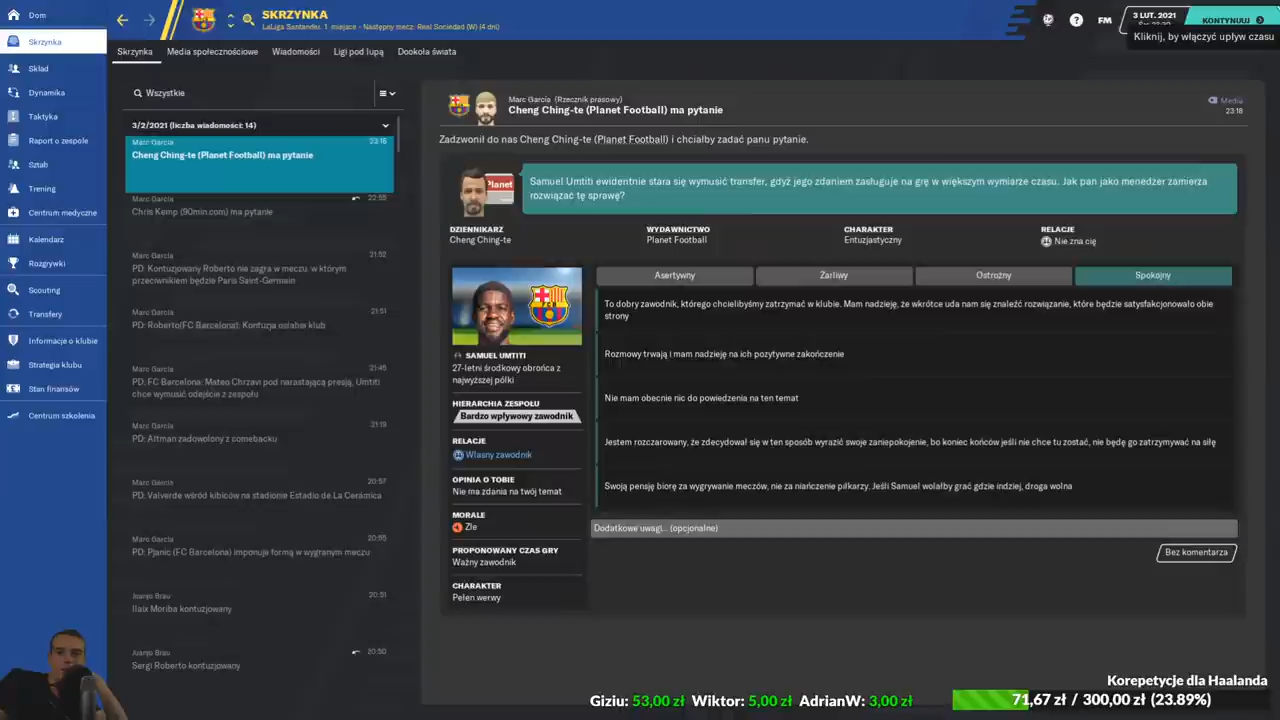 Dom
Skrzynka
Skład
Dynamika
Taktyka
Raport o zespole
Sztab
Trening
Centrum medyczne
Kalendarz
Rozgrywki
Scouting
Transfery
Informacje o klubie
Strategia klubu
Stan finansów
Centrum szkolenia
SKRZYNKA
LaLiga Santander: 1. miejsce - Następny mecz: Real Sociedad (W) (4 dni)
FM
3 LUT. 2021
KONTYNUUJ
Kliknij, by włączyć upływ czasu
Skrzynka Media społecznościowe Wiadomości Ligi pod lupą Dookoła świata
Wszystkie
3/2/2021 (liczba wiadomości: 14)
Marc García 23:18
Cheng Ching-te (Planet Football) ma pytanie
Marc García 22:59
Chris Kemp (90min.com) ma pytanie
Marc García 21:52
PD: Kontuzjowany Roberto nie zagra w meczu, w którym
przeciwnikiem będzie Paris Saint-Germain
Marc García 21:51
PD: Roberto(FC Barcelona): Kontuzja osłabia klub
Marc García 21:45
PD: FC Barcelona: Mateo Chrzavi pod narastającą presją, Umtiti
chce wymusić odejście z zespołu
Marc García 21:19
PD: Altman zadowolony z comebacku
Marc García 20:57
PD: Valverde wśród kibiców na stadionie Estadio de La Cerámica
Marc García 20:55
PD: Pjanic (FC Barcelona) imponuje formą w wygranym meczu
Juanjo Brau 20:51
Ilaix Moriba kontuzjowany
Juanjo Brau 20:50
Sergi Roberto kontuzjowany
Marc García (Rzecznik prasowy)
Cheng Ching-te (Planet Football) ma pytanie
Media
23:18
Zadzwonił do nas Cheng Ching-te (Planet Football) i chciałby zadać panu pytanie.
Planet
Samuel Umtiti ewidentnie stara się wymusić transfer, gdyż jego zdaniem zasługuje na grę w większym wymiarze czasu. Jak pan jako menedżer zamierza
rozwiązać tę sprawę?
DZIENNIKARZ WYDAWNICTWO CHARAKTER RELACJE
Cheng Ching-te Planet Football Entuzjastyczny Nie zna cię
Asertywny Żarliwy Ostrożny Spokojny
SAMUEL UMTITI
27-letni środkowy obrońca z
najwyższej półki
HIERARCHIA ZESPOŁU
Bardzo wpływowy zawodnik
RELACJE
Własny zawodnik
OPINIA O TOBIE
Nie ma zdania na twój temat
MORALE
Złe
PROPONOWANY CZAS GRY
Ważny zawodnik
CHARAKTER
Pełen werwy
To dobry zawodnik, którego chcielibyśmy zatrzymać w klubie. Mam nadzieję, że wkrótce uda nam się znaleźć rozwiązanie, które będzie satysfakcjonowało obie
strony
Rozmowy trwają i mam nadzieję na ich pozytywne zakończenie
Nie mam obecnie nic do powiedzenia na ten temat
Jestem rozczarowany, że zdecydował się w ten sposób wyrazić swoje zaniepokojenie, bo koniec końców jeśli nie chce tu zostać, nie będę go zatrzymywać na siłę
Swoją pensję biorę za wygrywanie meczów, nie za niańczenie piłkarzy. Jeśli Samuel wolałby grać gdzie indziej, droga wolna
Dodatkowe uwagi... (opcjonalne)
Bez komentarza
Korepetycje dla Haalanda
Giziu: 53,00 zł Wiktor: 5,00 zł AdrianW: 3,00 zł
71,67 zł / 300,00 zł (23.89%)